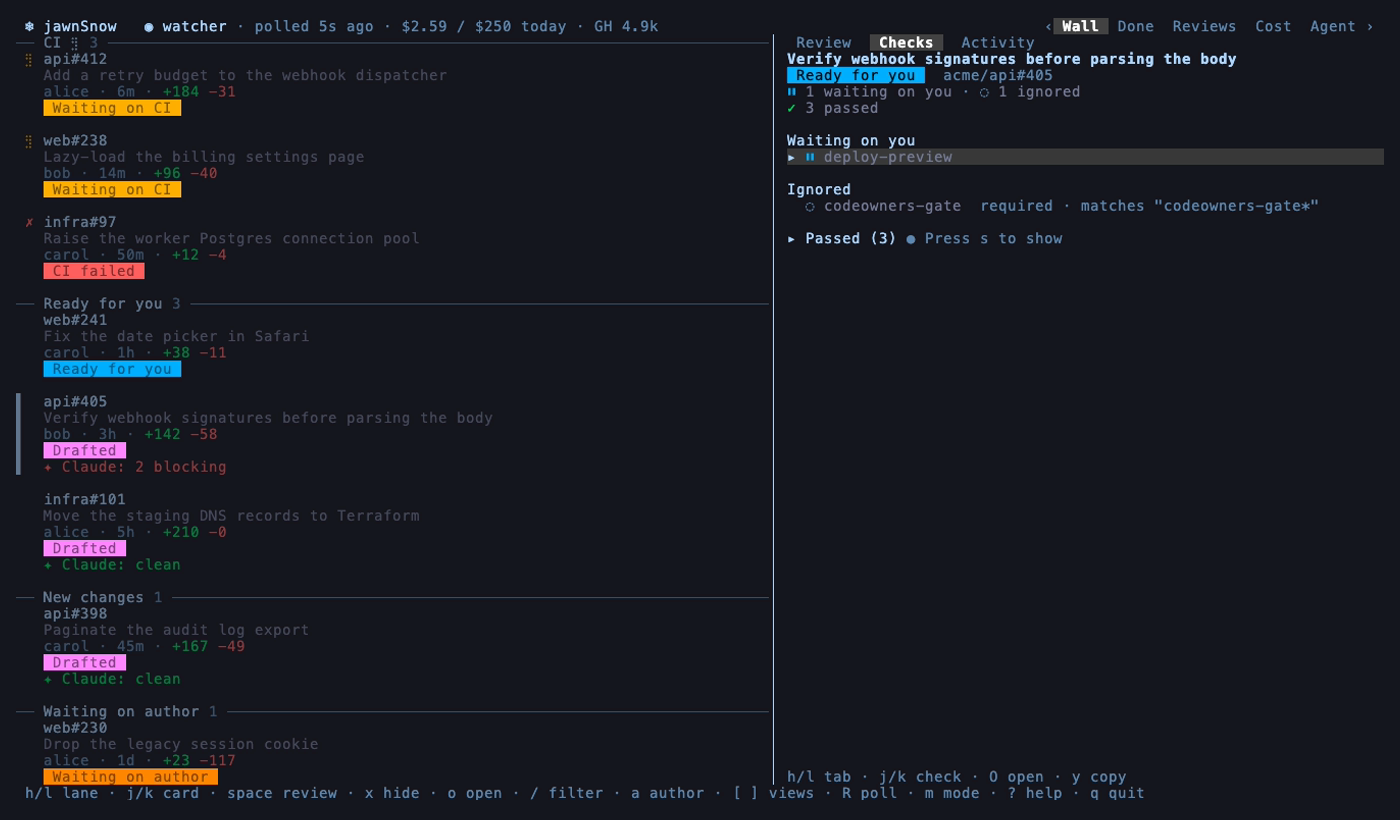 ❄ jawnSnow ◉ watcher · polled 5s ago · $2.59 / $250 today · GH 4.9k ‹ Wall Done Reviews Cost Agent ›
CI ⣻ 3
api#412
Add a retry budget to the webhook dispatcher
alice · 6m · +184 −31
Waiting on CI
web#238
Lazy-load the billing settings page
bob · 14m · +96 −40
Waiting on CI
✗ infra#97
Raise the worker Postgres connection pool
carol · 50m · +12 −4
CI failed
Ready for you 3
web#241
Fix the date picker in Safari
carol · 1h · +38 −11
Ready for you
api#405
Verify webhook signatures before parsing the body
bob · 3h · +142 −58
Drafted
✦ Claude: 2 blocking
infra#101
Move the staging DNS records to Terraform
alice · 5h · +210 −0
Drafted
✦ Claude: clean
New changes 1
api#398
Paginate the audit log export
carol · 45m · +167 −49
Drafted
✦ Claude: clean
Waiting on author 1
web#230
Drop the legacy session cookie
alice · 1d · +23 −117
Waiting on author
Review Checks Activity
Verify webhook signatures before parsing the body
Ready for you acme/api#405
1 waiting on you · ◌ 1 ignored
✓ 3 passed
Waiting on you
▸ deploy-preview
Ignored
◌ codeowners-gate required · matches "codeowners-gate*"
▸ Passed (3) ● Press s to show
h/l tab · j/k check · O open · y copy
h/l lane · j/k card · space review · x hide · o open · / filter · a author · [ ] views · R poll · m mode · ? help · q quit